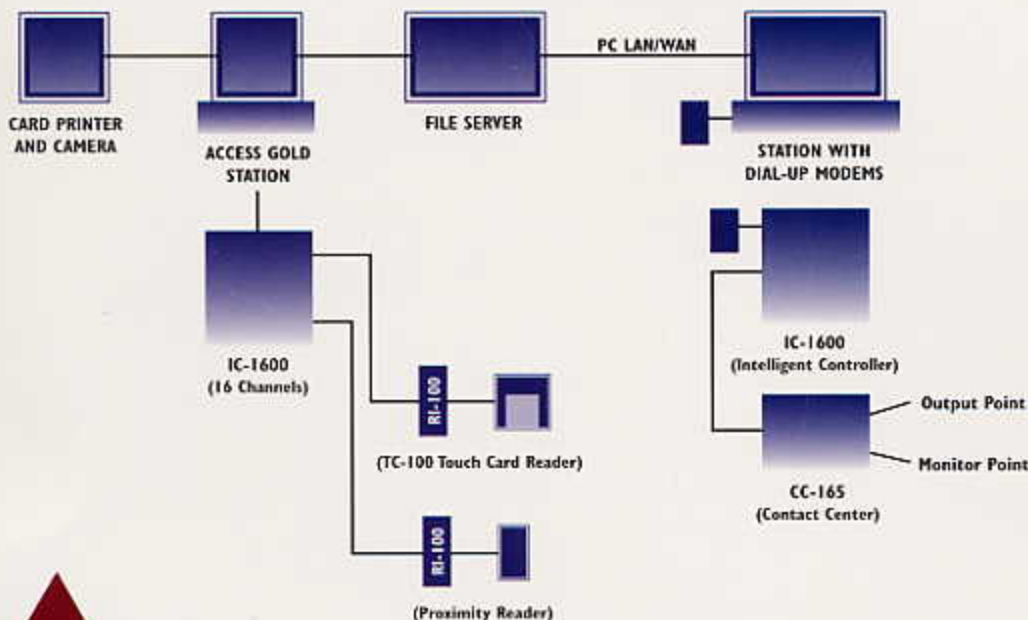 PC LAN/WAN
CARD PRINTER
AND CAMERA
ACCESS GOLD
STATION
FILE SERVER
STATION WITH
DIAL-UP MODEMS
IC-1600
(16 Channels)
RI-100
(TC-100 Touch Card Reader)
RI-100
(Proximity Reader)
IC-1600
(Intelligent Controller)
Output Point
Monitor Point
CC-165
(Contact Center)